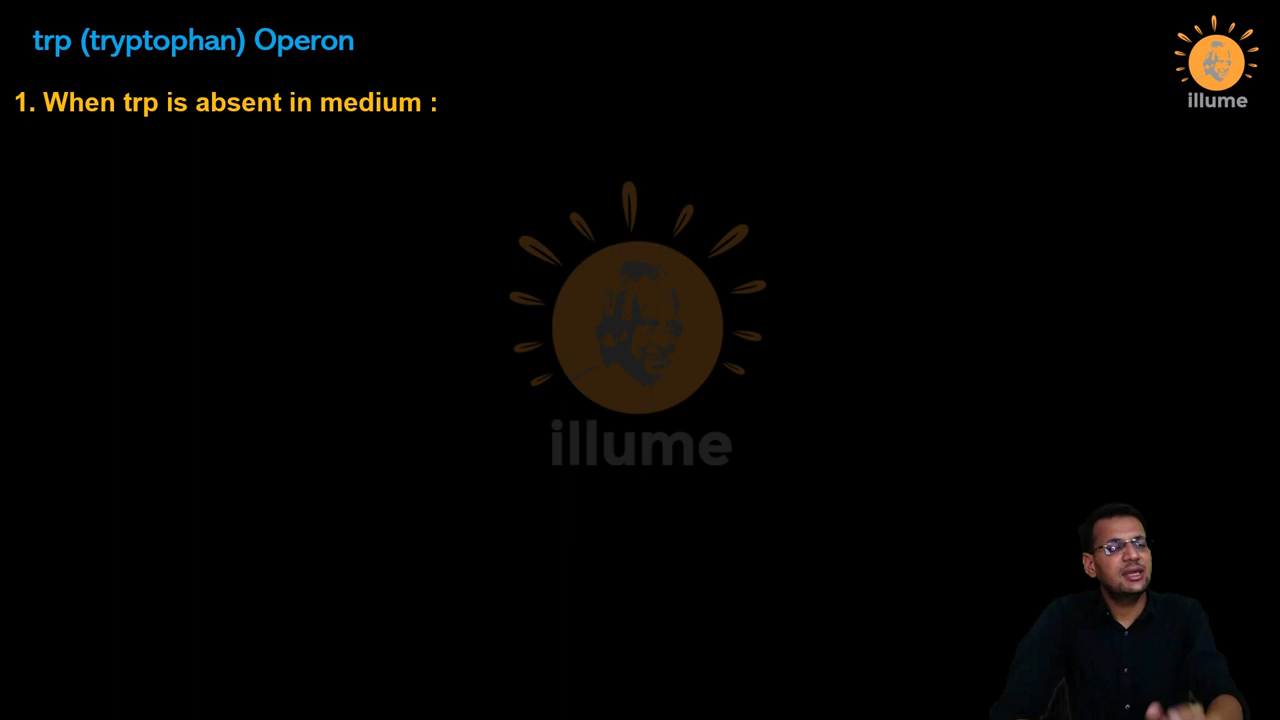 trp (tryptophan) Operon
illume
1. When trp is absent in medium :
illume